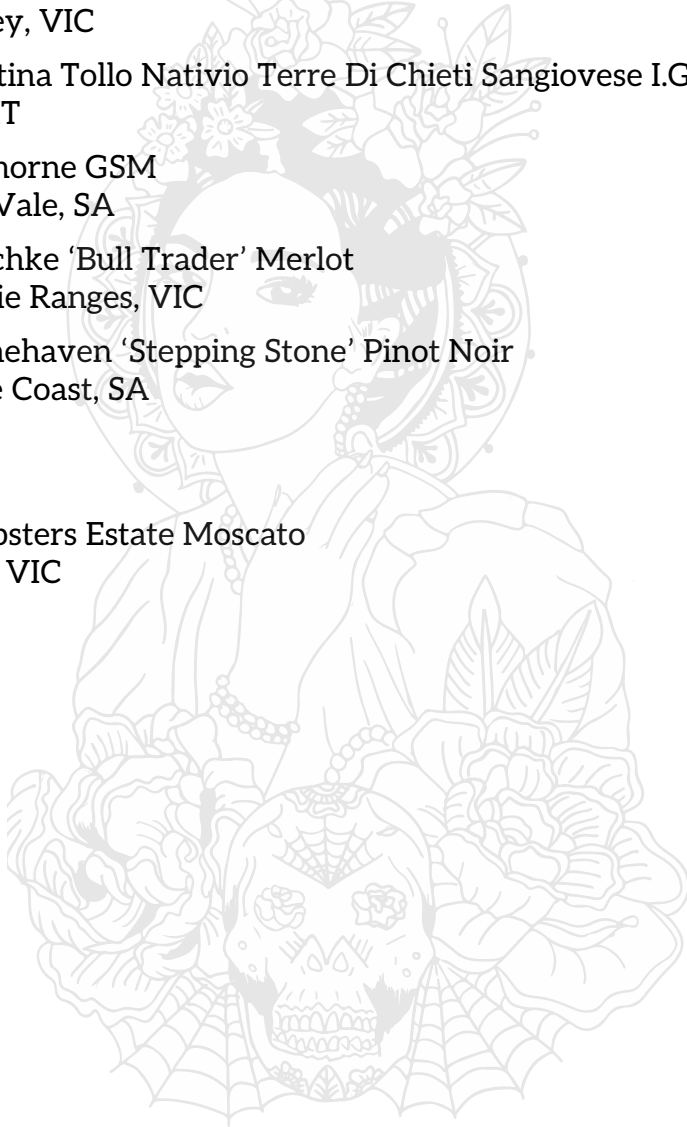 ey, VIC
tina Tollo Nativio Terre Di Chieti Sangiovese I.G
T
horne GSM
Vale, SA
chke ‘Bull Trader’ Merlot
ie Ranges, VIC
nehaven ‘Stepping Stone’ Pinot Noir
e Coast, SA
bsters Estate Moscato
VIC